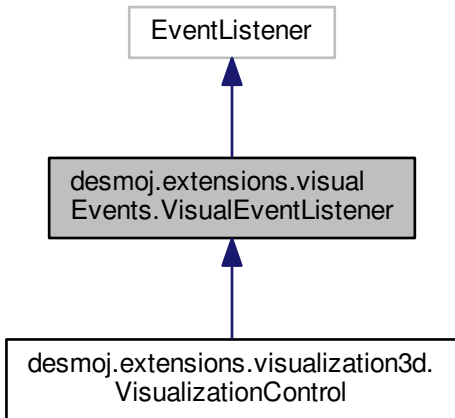 EventListener
desmoj.extensions.visual
Events.VisualEventListener
desmoj.extensions.visualization3d.
VisualizationControl